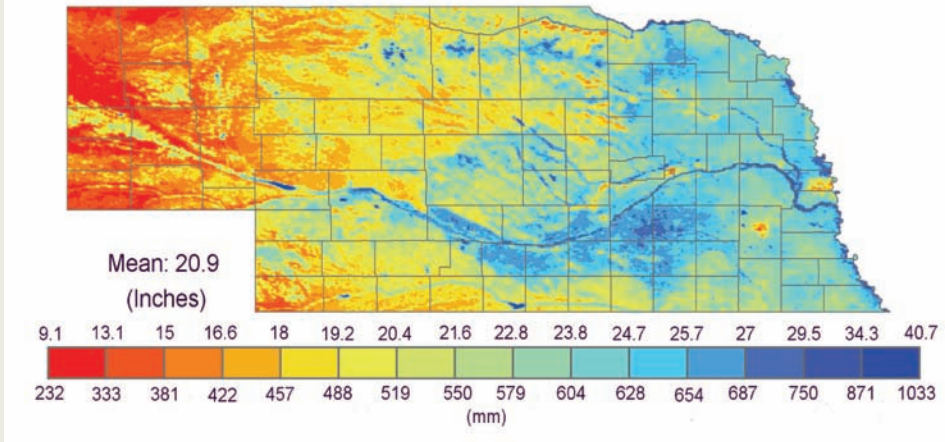 Mean: 20.9
(Inches)
9.1 13.1 15 16.6 18 19.2 20.4 21.6 22.8 23.8 24.7 25.7 27 29.5 34.3 40.7
232 333 381 422 457 488 519 550 579 604 628 654 687 750 871 1033
(mm)